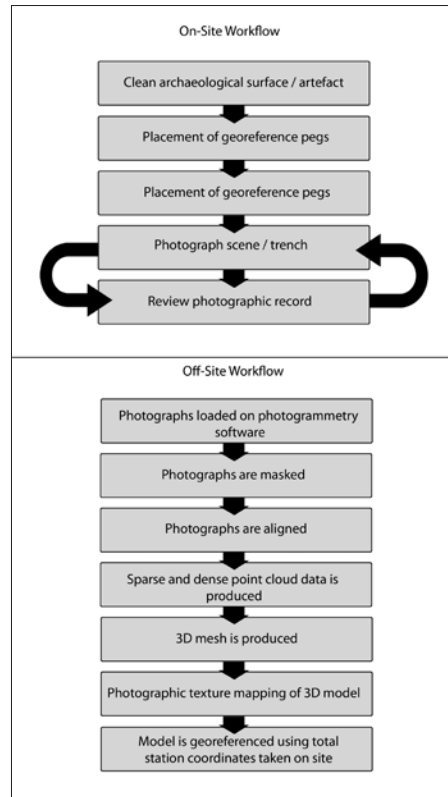 On-Site Workflow
Clean archaeological surface / artefact
Placement of georeference pegs
Placement of georeference pegs
Photograph scene / trench
Review photographic record
Off-Site Workflow
Photographs loaded on photogrammetry
software
Photographs are masked
Photographs are aligned
Sparse and dense point cloud data is
produced
3D mesh is produced
Photographic texture mapping of 3D model
Model is georeferenced using total
station coordinates taken on site